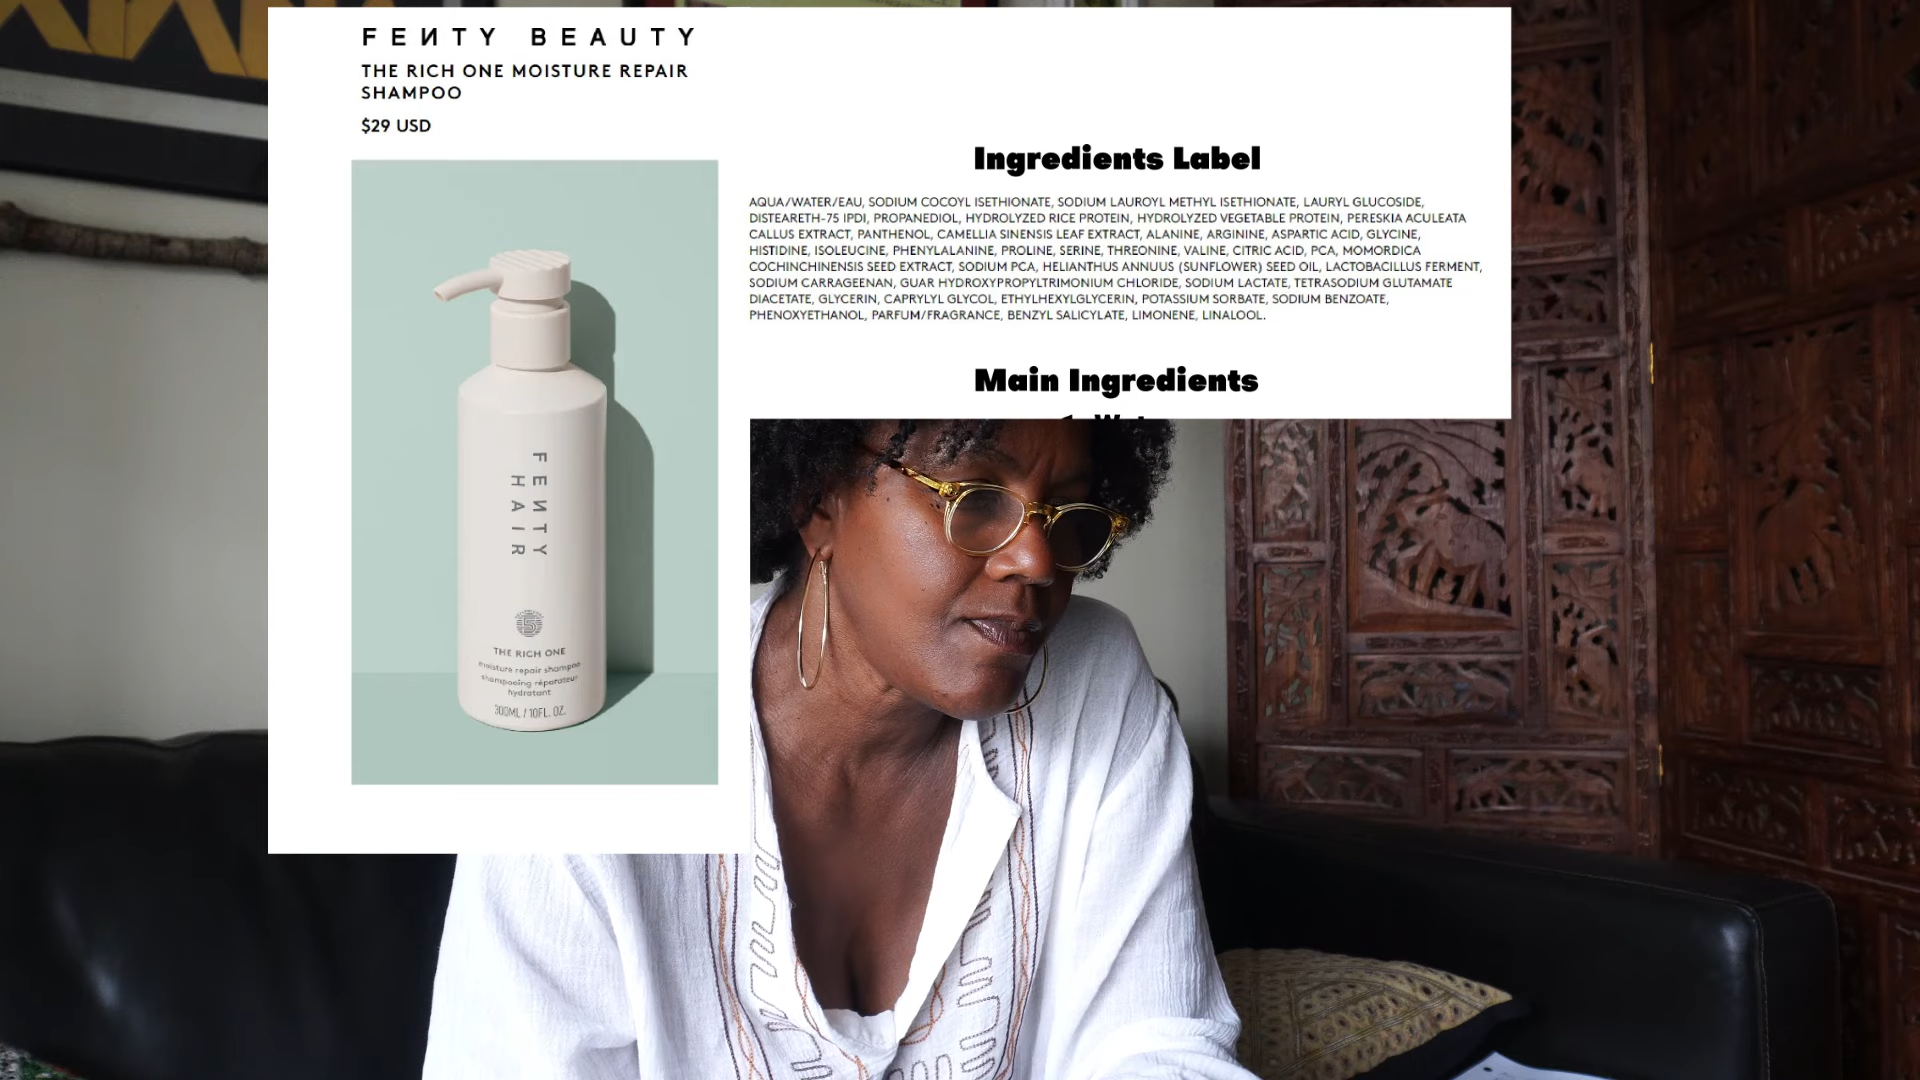 FENTY BEAUTY
THE RICH ONE MOISTURE REPAIR
SHAMPOO
$29 USD
Ingredients Label
AQUA/WATER/EAU, SODIUM COCOYL ISETHIONATE, SODIUM LAUROYL METHYL ISETHIONATE, LAURYL GLUCOSIDE,
DISTEARETH-75 IPDI, PROPANEDIOL, HYDROLYZED RICE PROTEIN, HYDROLYZED VEGETABLE PROTEIN, PERESKIA ACULEATA
CALLUS EXTRACT, PANTHENOL, CAMELLIA SINENSIS LEAF EXTRACT, ALANINE, ARGININE, ASPARTIC ACID, GLYCINE,
HISTIDINE, ISOLEUCINE, PHENYLALANINE, PROLINE, SERINE, THREONINE, VALINE, CITRIC ACID, PCA, MOMORDICA
COCHINCHINENSIS SEED EXTRACT, SODIUM PCA, HELIANTHUS ANNUUS (SUNFLOWER) SEED OIL, LACTOBACILLUS FERMENT,
SODIUM CARRAGEENAN, GUAR HYDROXYPROPYLTRIMONIUM CHLORIDE, SODIUM LACTATE, TETRASODIUM GLUTAMATE
DIACETATE, GLYCERIN, CAPRYLYL GLYCOL, ETHYLHEXYLGLYCERIN, POTASSIUM SORBATE, SODIUM BENZOATE,
PHENOXYETHANOL, PARFUM/FRAGRANCE, BENZYL SALICYLATE, LIMONENE, LINALOOL.
Main Ingredients
FENTY
HAIR
THE RICH ONE
moisture repair shampoo
shampooing réparateur
hydratant
300ML / 10FL. OZ.